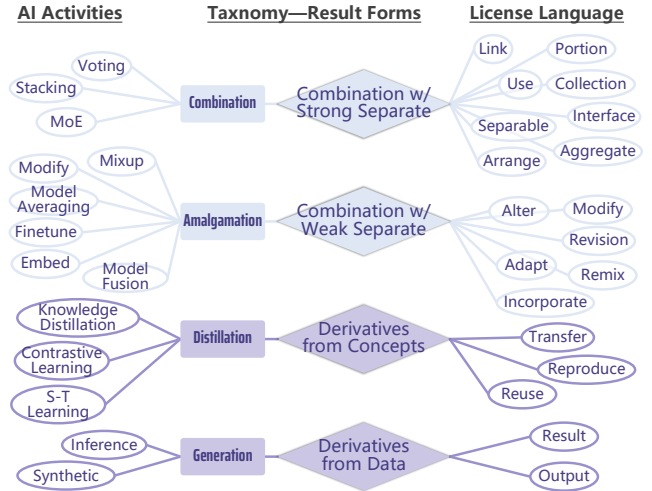 AI Activities
Taxnomy—Result Forms
License Language
Voting
Stacking
MoE
Combination
Combination w/
Strong Separate
Link
Portion
Use
Collection
Interface
Separable
Aggregate
Arrange
Mixup
Modify
Model
Averaging
Finetune
Embed
Model
Fusion
Amalgamation
Combination w/
Weak Separate
Alter
Modify
Revision
Adapt
Remix
Incorporate
Knowledge
Distillation
Contrastive
Learning
S-T
Learning
Distillation
Derivatives
from Concepts
Transfer
Reproduce
Reuse
Inference
Synthetic
Generation
Derivatives
from Data
Result
Output